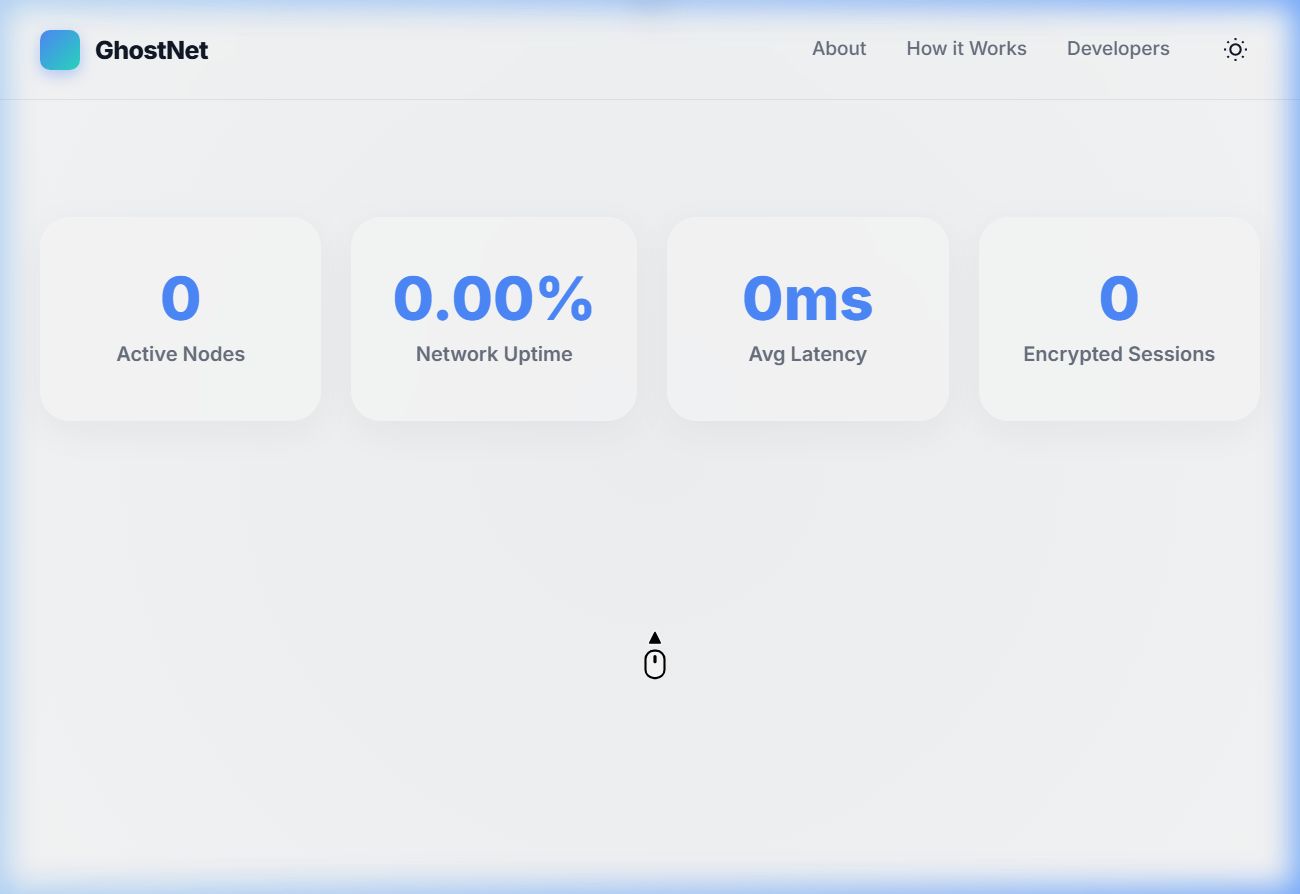 GhostNet
About
How it Works
Developers
0
Active Nodes
0.00%
Network Uptime
0ms
Avg Latency
0
Encrypted Sessions